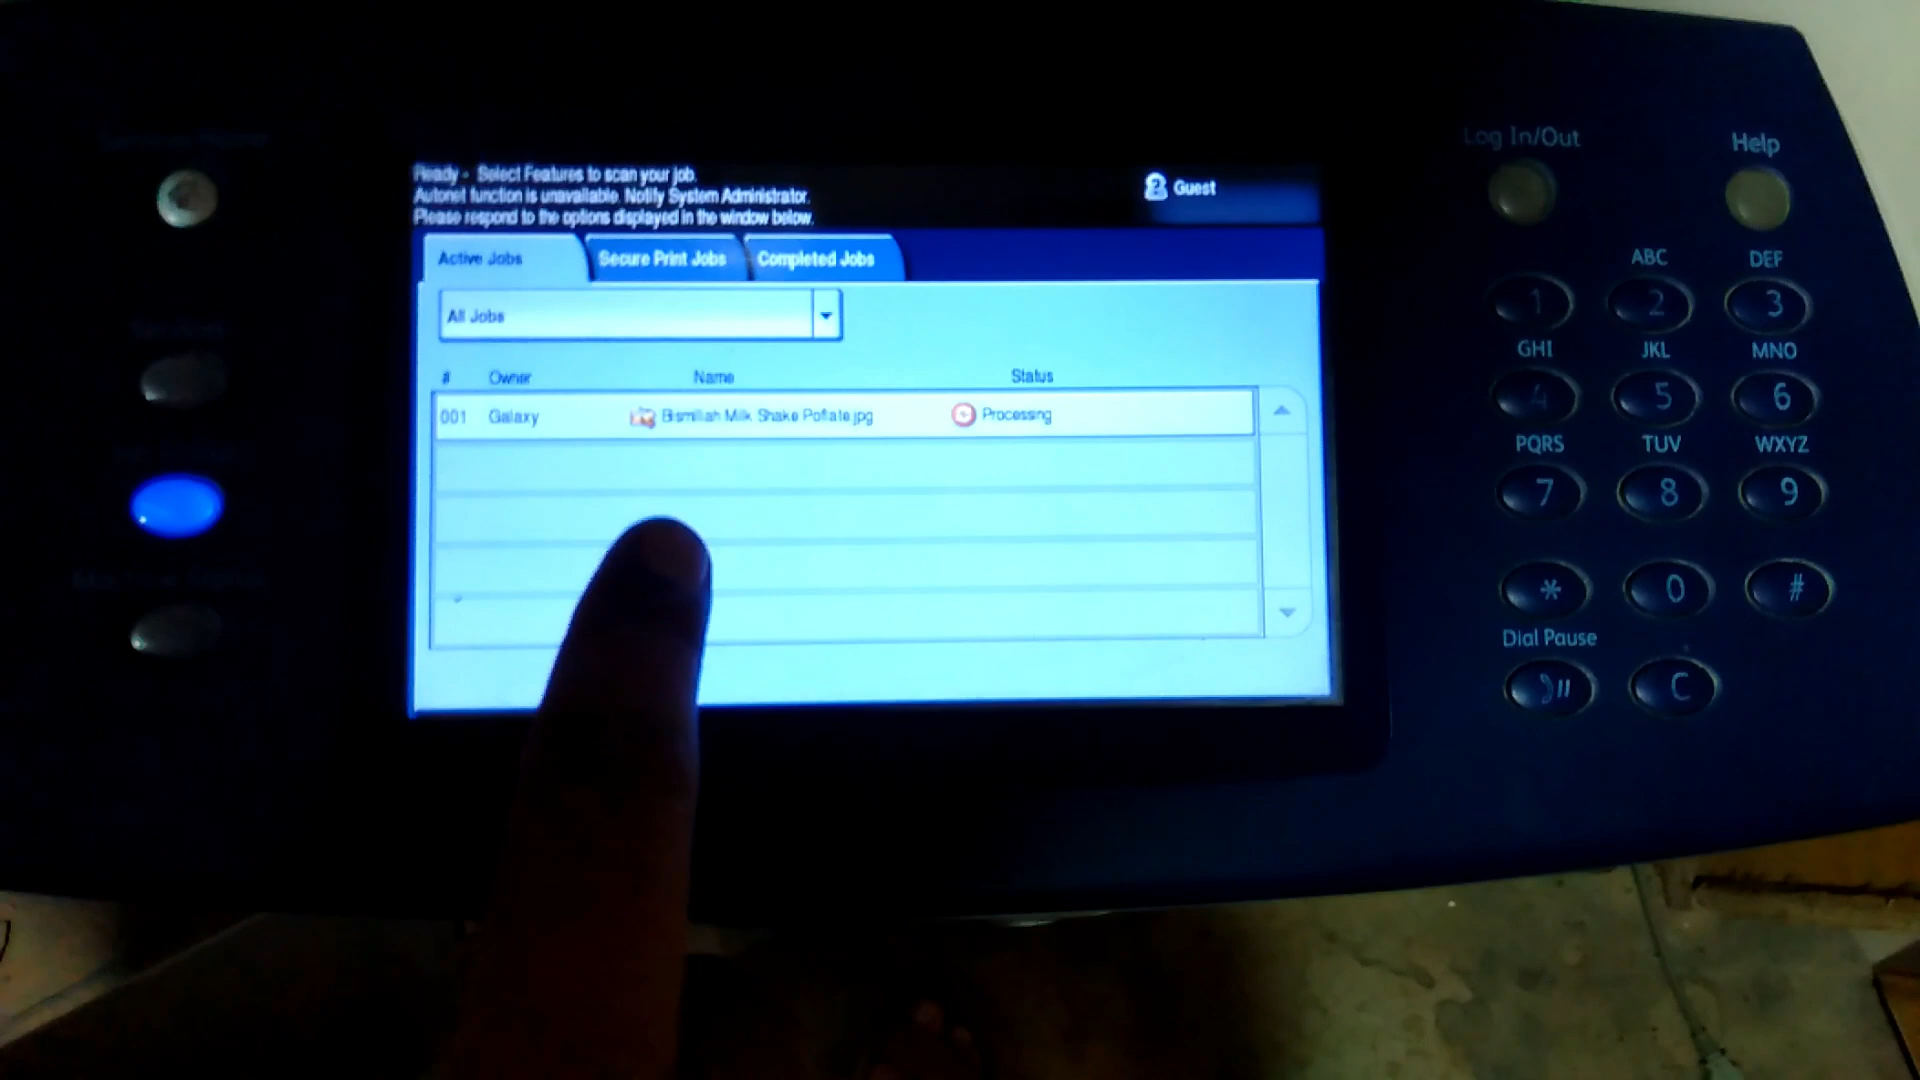 Ready - Select Features to scan your job.
Autonet function is unavailable. Notify System Administrator.
Please respond to the options displayed in the window below.
Guest
Active Jobs
Secure Print Jobs
Completed Jobs
All Jobs
# Owner Name Status
001 Galaxy Bismillah Milk Shake Poflate.jpg Processing
Log In/Out
Help
ABC DEF
1 2 3
GHI JKL MNO
4 5 6
PQRS TUV WXYZ
7 8 9
* 0 #
Dial Pause
C